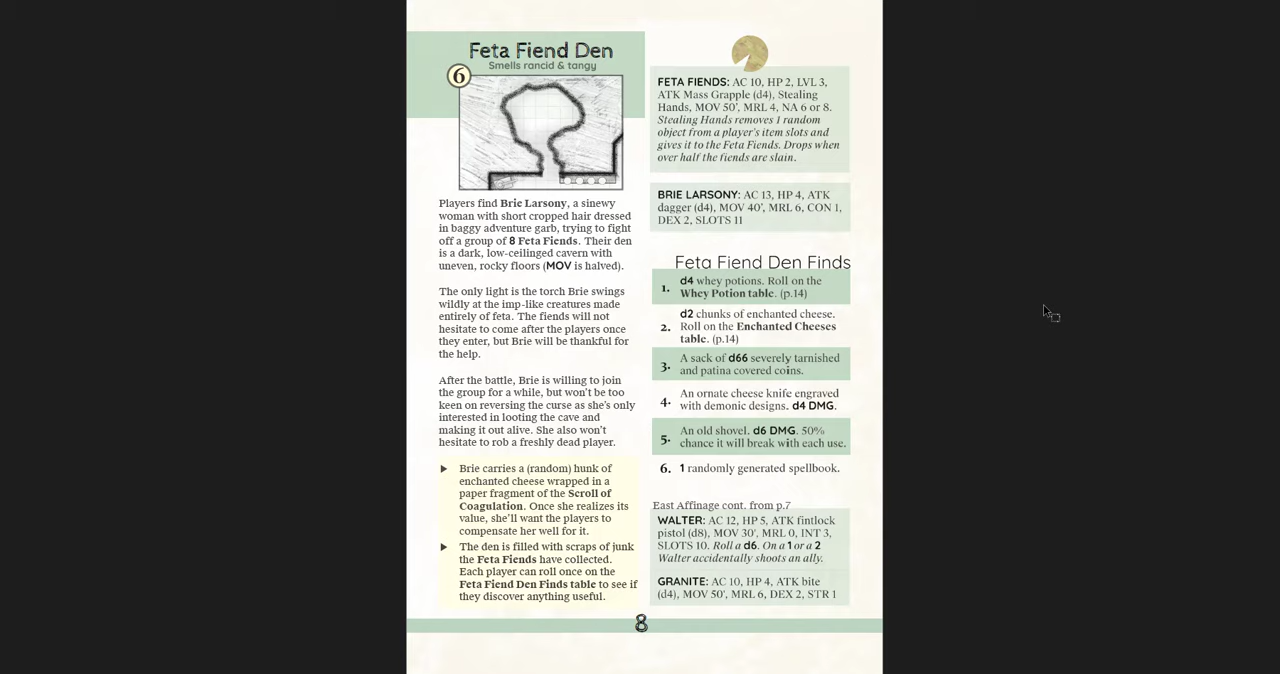 Feta Fiend Den
Smells rancid & tangy
6
Players find Brie Larsony, a sinewy
woman with short cropped hair dressed
in baggy adventure garb, trying to fight
off a group of 8 Feta Fiends. Their den
is a dark, low-ceilinged cavern with
uneven, rocky floors (MOV is halved).
The only light is the torch Brie swings
wildly at the imp-like creatures made
entirely of feta. The fiends will not
hesitate to come after the players once
they enter, but Brie will be thankful for
the help.
After the battle, Brie is willing to join
the group for a while, but won't be too
keen on reversing the curse as she's only
interested in looting the cave and
making it out alive. She also won't
hesitate to rob a freshly dead player.
Brie carries a (random) hunk of
enchanted cheese wrapped in a
paper fragment of the Scroll of
Coagulation. Once she realizes its
value, she'll want the players to
compensate her well for it.
The den is filled with scraps of junk
the Feta Fiends have collected.
Each player can roll once on the
Feta Fiend Den Finds table to see if
they discover anything useful.
FETA FIENDS: AC 10, HP 2, LVL 3,
ATK Mass Grapple (d4), Stealing
Hands, MOV 50', MRL 4, NA 6 or 8.
Stealing Hands removes 1 random
object from a player's item slots and
gives it to the Feta Fiends. Drops when
over half the fiends are slain.
BRIE LARSONY: AC 13, HP 4, ATK
dagger (d4), MOV 40', MRL 6, CON 1,
DEX 2, SLOTS 11
Feta Fiend Den Finds
1. d4 whey potions. Roll on the
Whey Potion table. (p.14)
2. d2 chunks of enchanted cheese.
Roll on the Enchanted Cheeses
table. (p.14)
3. A sack of d66 severely tarnished
and patina covered coins.
4. An ornate cheese knife engraved
with demonic designs. d4 DMG.
5. An old shovel. d6 DMG. 50%
chance it will break with each use.
6. 1 randomly generated spellbook.
East Affinage cont. from p.7
WALTER: AC 12, HP 5, ATK fintlock
pistol (d8), MOV 30', MRL 0, INT 3,
SLOTS 10. Roll a d6. On a 1 or a 2
Walter accidentally shoots an ally.
GRANITE: AC 10, HP 4, ATK bite
(d4), MOV 50', MRL 6, DEX 2, STR 1
8